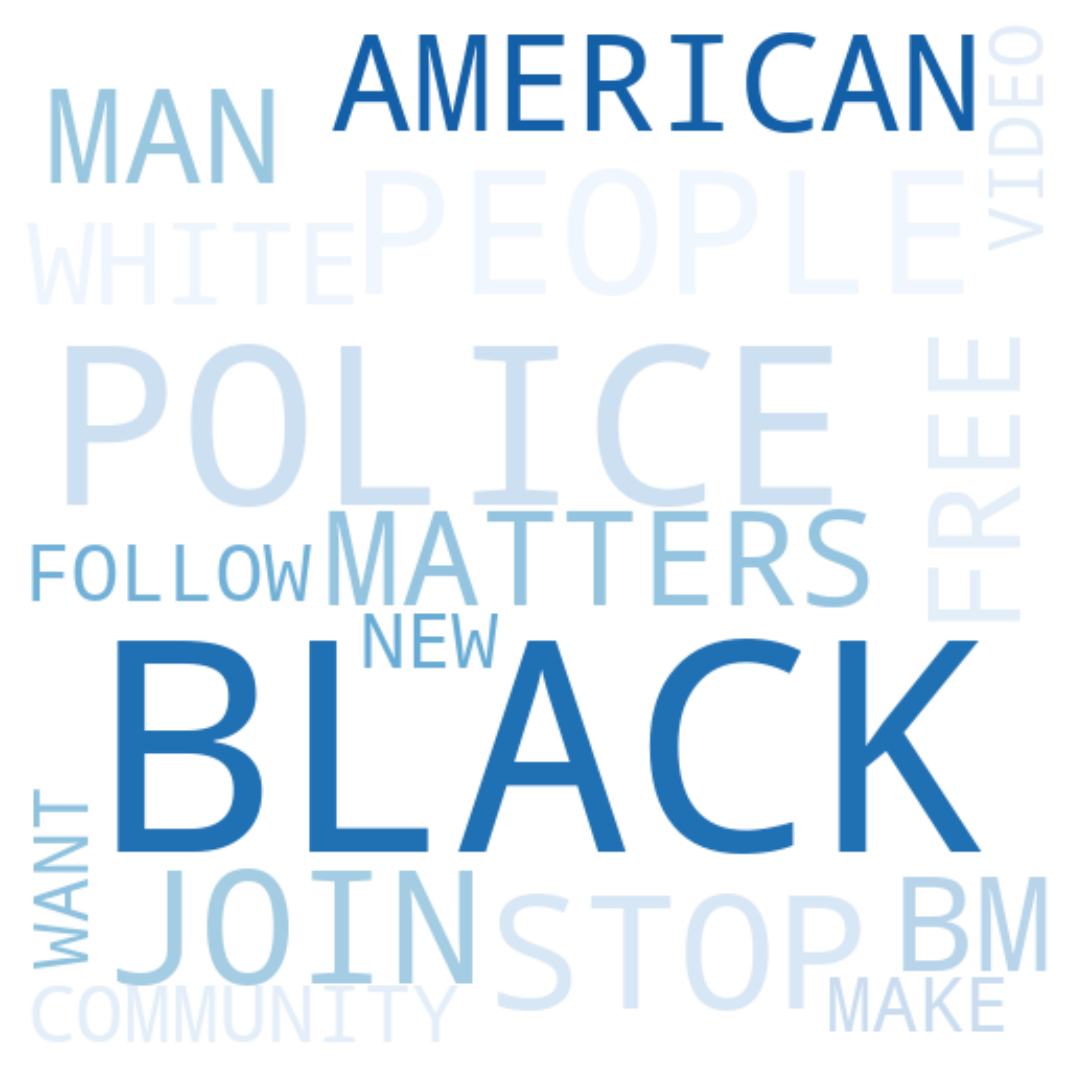 AMERICAN
VIDEO
MAN
PEOPLE
WHITE
POLICE
FREE
MATTERS
FOLLOW
NEW
BLACK
WANT
JOIN
STOP
BM
MAKE
COMMUNITY